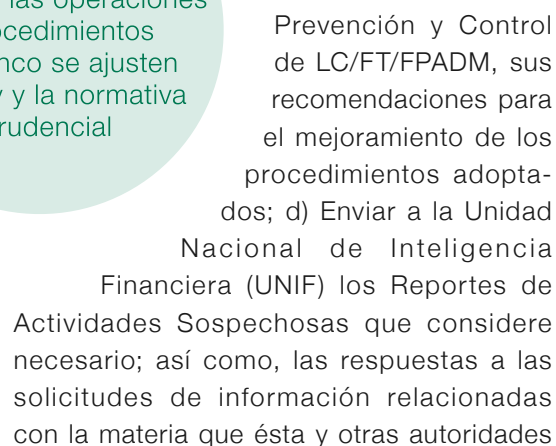 las operaciones
ocedimientos
nco se ajusten
y y la normativa
rudencial
Prevención y Control
de LC/FT/FPADM, sus
recomendaciones para
el mejoramiento de los
procedimientos adopta-
dos; d) Enviar a la Unidad
Nacional de Inteligencia
Financiera (UNIF) los Reportes de
Actividades Sospechosas que considere
necesario; así como, las respuestas a las
solicitudes de información relacionadas
con la materia que ésta y otras autoridades